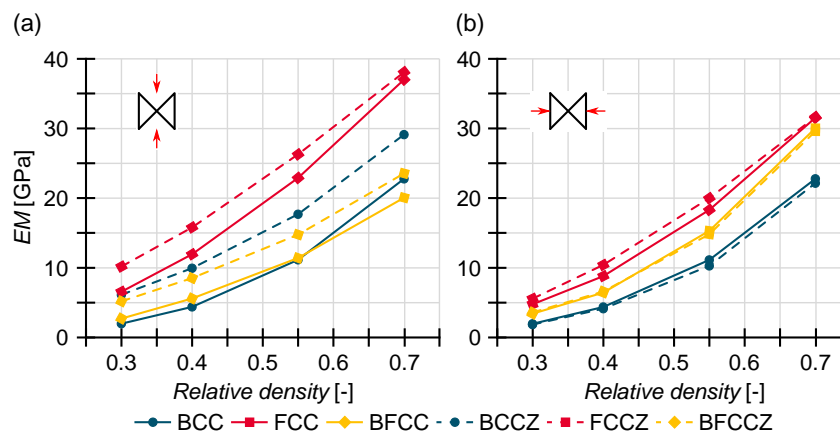 (a)
(b)
40
30
20
10
0
EM [GPa]
0.3 0.4 0.5 0.6 0.7
Relative density [-]
40
30
20
10
0
0.3 0.4 0.5 0.6 0.7
Relative density [-]
BCC FCC BFCC BCCZ FCCZ BFCCZ